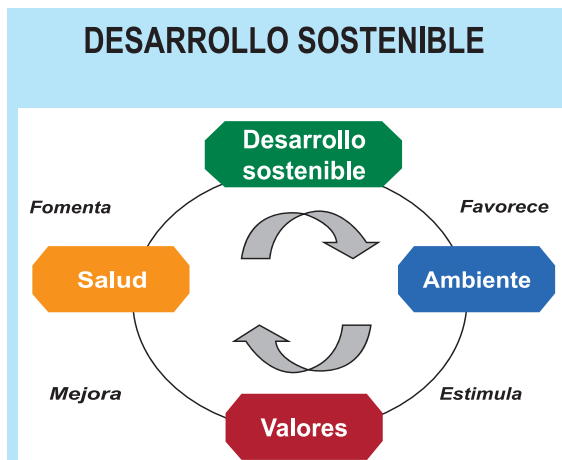 DESARROLLO SOSTENIBLE
Desarrollo
sostenible
Fomenta
Favorece
Salud
Ambiente
Mejora
Estimula
Valores